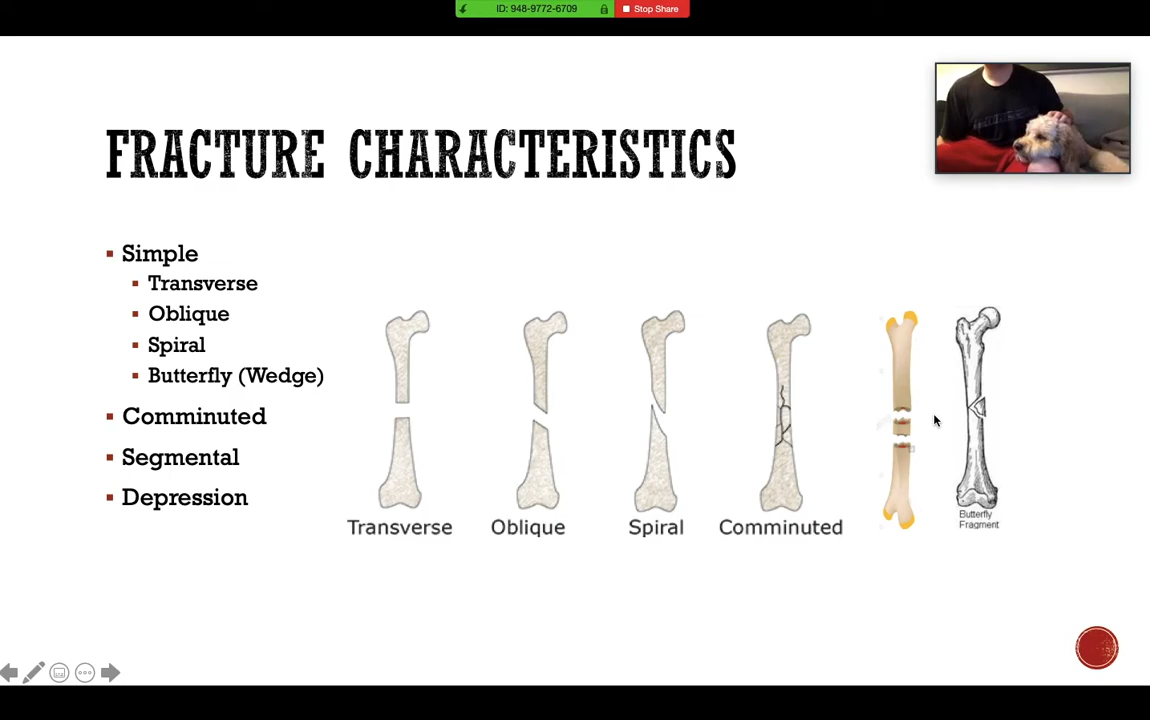 ID: 948-9772-6709
Stop Share
FRACTURE CHARACTERISTICS
Simple
Transverse
Oblique
Spiral
Butterfly (Wedge)
Comminuted
Segmental
Depression
Transverse
Oblique
Spiral
Comminuted
Butterfly
Fragment